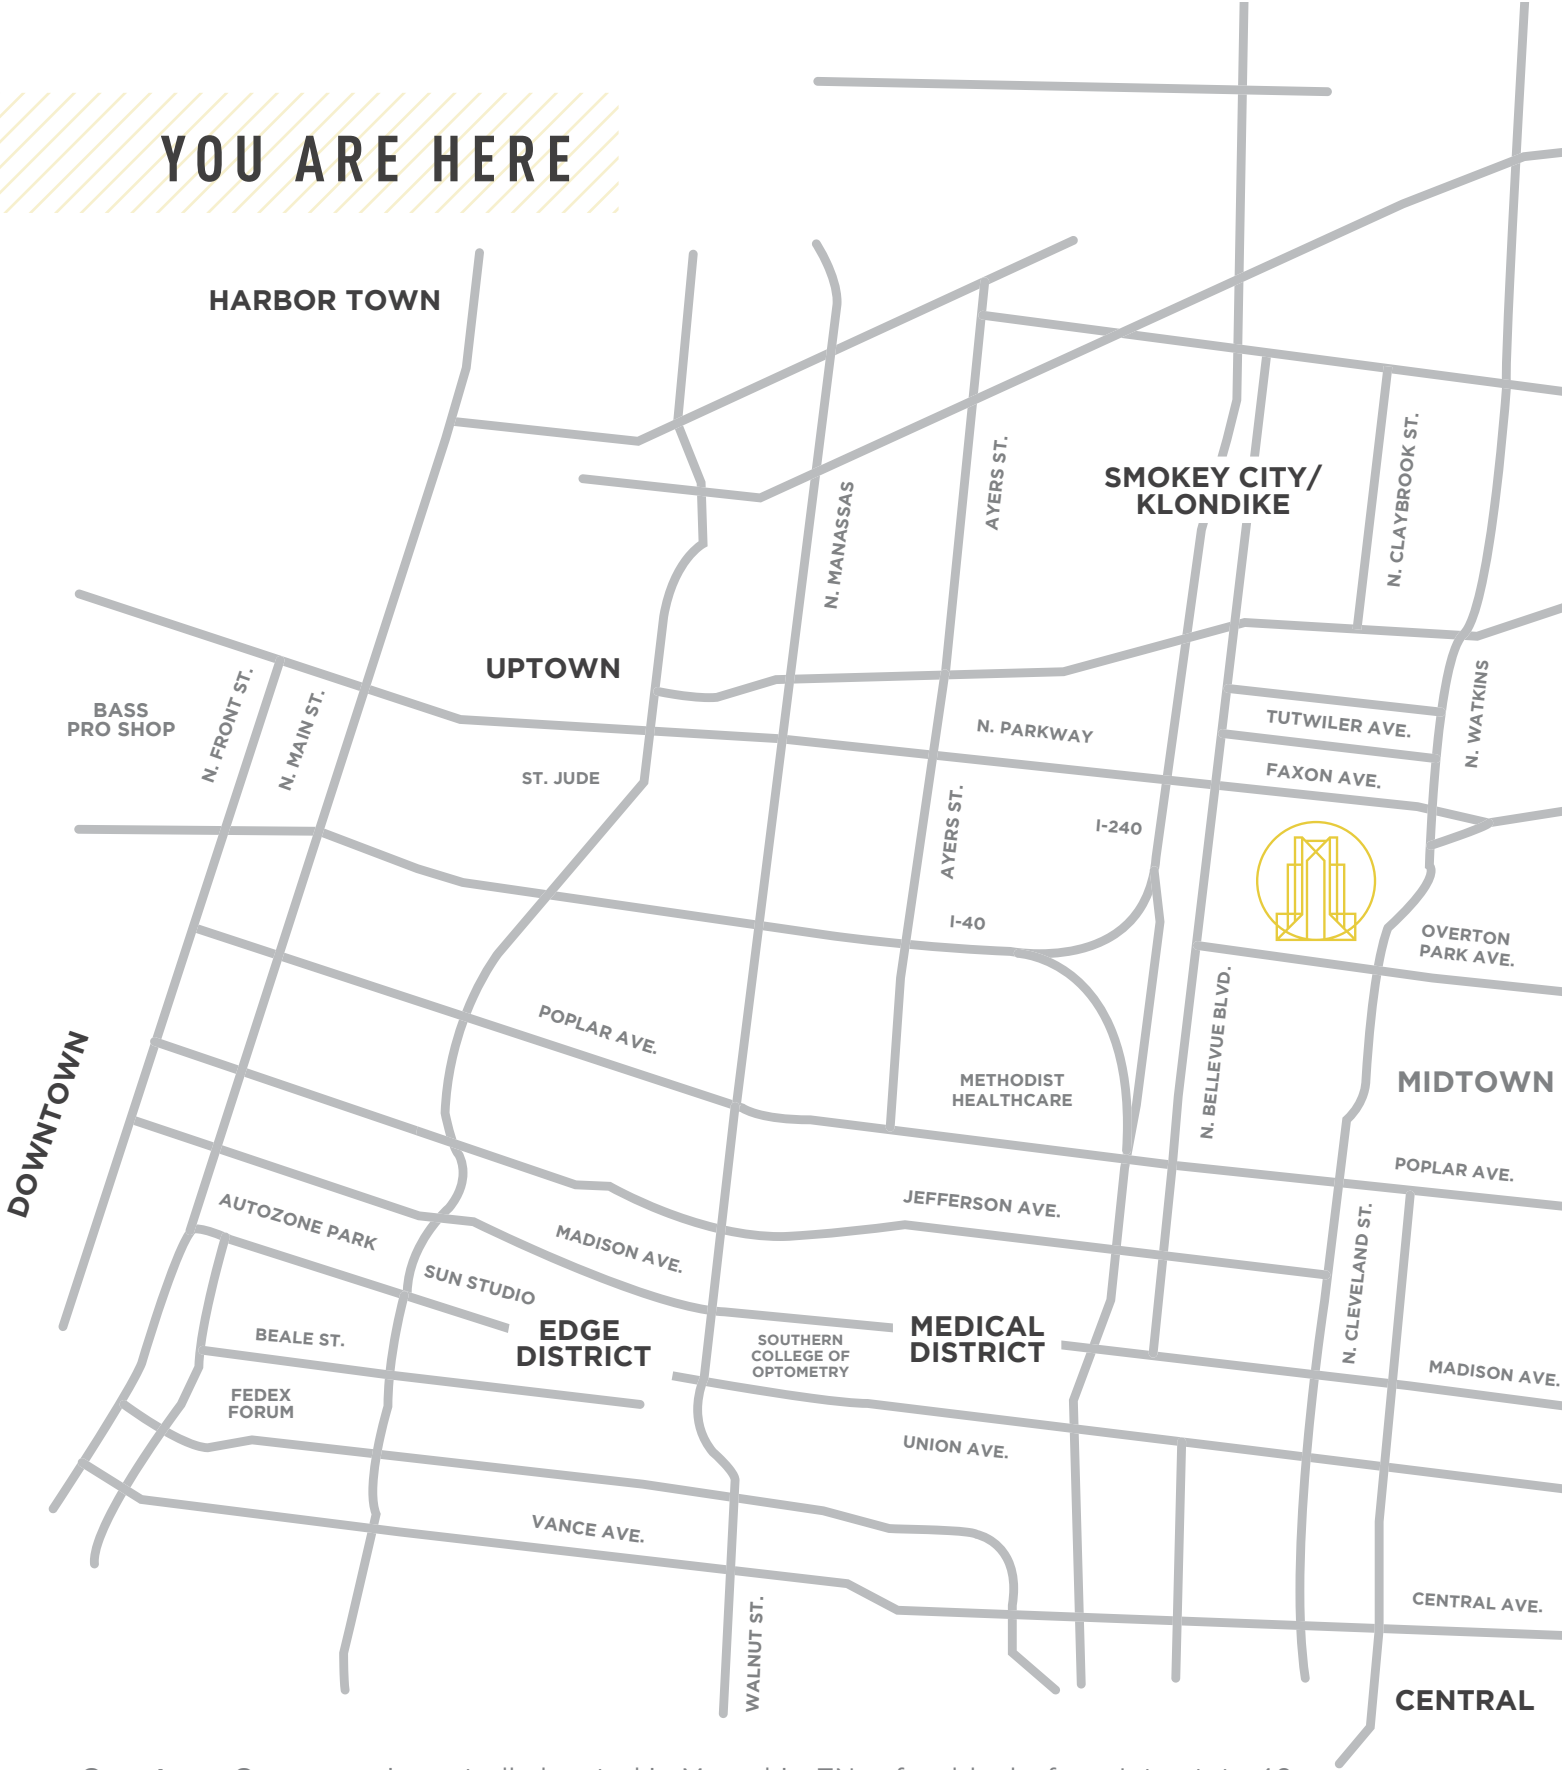 YOU ARE HERE
HARBOR TOWN
SMOKEY CITY/
KLONDIKE
N. CLAYBROOK ST.
AYERS ST.
N. MANASSAS
UPTOWN
BASS
PRO SHOP
N. FRONT ST.
N. MAIN ST.
ST. JUDE
N. PARKWAY
TUTWILER AVE.
FAXON AVE.
N. WATKINS
AYERS ST.
I-240
I-40
OVERTON
PARK AVE.
POPLAR AVE.
DOWNTOWN
METHODIST
HEALTHCARE
N. BELLEVUE BLVD.
MIDTOWN
POPLAR AVE.
JEFFERSON AVE.
AUTOZONE PARK
MADISON AVE.
SUN STUDIO
N. CLEVELAND ST.
BEALE ST.
EDGE
DISTRICT
SOUTHERN
COLLEGE OF
OPTOMETRY
MEDICAL
DISTRICT
MADISON AVE.
FEDEX
FORUM
UNION AVE.
VANCE AVE.
WALNUT ST.
CENTRAL AVE.
CENTRAL